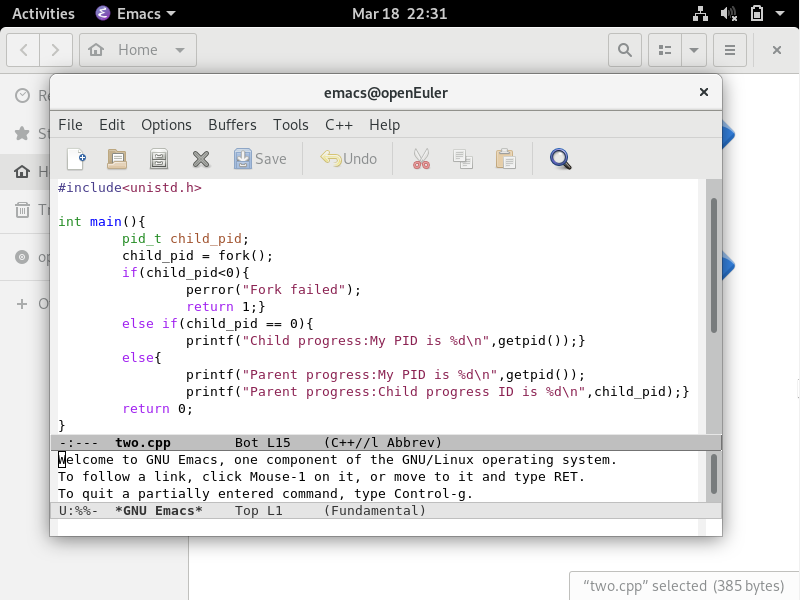 Activities Emacs Mar 18 22:31
Home
emacs@openEuler
File Edit Options Buffers Tools C++ Help
Save Undo
#include<unistd.h>
int main(){
pid_t child_pid;
child_pid = fork();
if(child_pid<0){
perror("Fork failed");
return 1;}
else if(child_pid == 0){
printf("Child progress:My PID is %d\n",getpid());}
else{
printf("Parent progress:My PID is %d\n",getpid());
printf("Parent progress:Child progress ID is %d\n",child_pid);}
return 0;
}
-:--- two.cpp Bot L15 (C++//l Abbrev)
Welcome to GNU Emacs, one component of the GNU/Linux operating system.
To follow a link, click Mouse-1 on it, or move to it and type RET.
To quit a partially entered command, type Control-g.
U:%%- *GNU Emacs* Top L1 (Fundamental)
“two.cpp” selected (385 bytes)